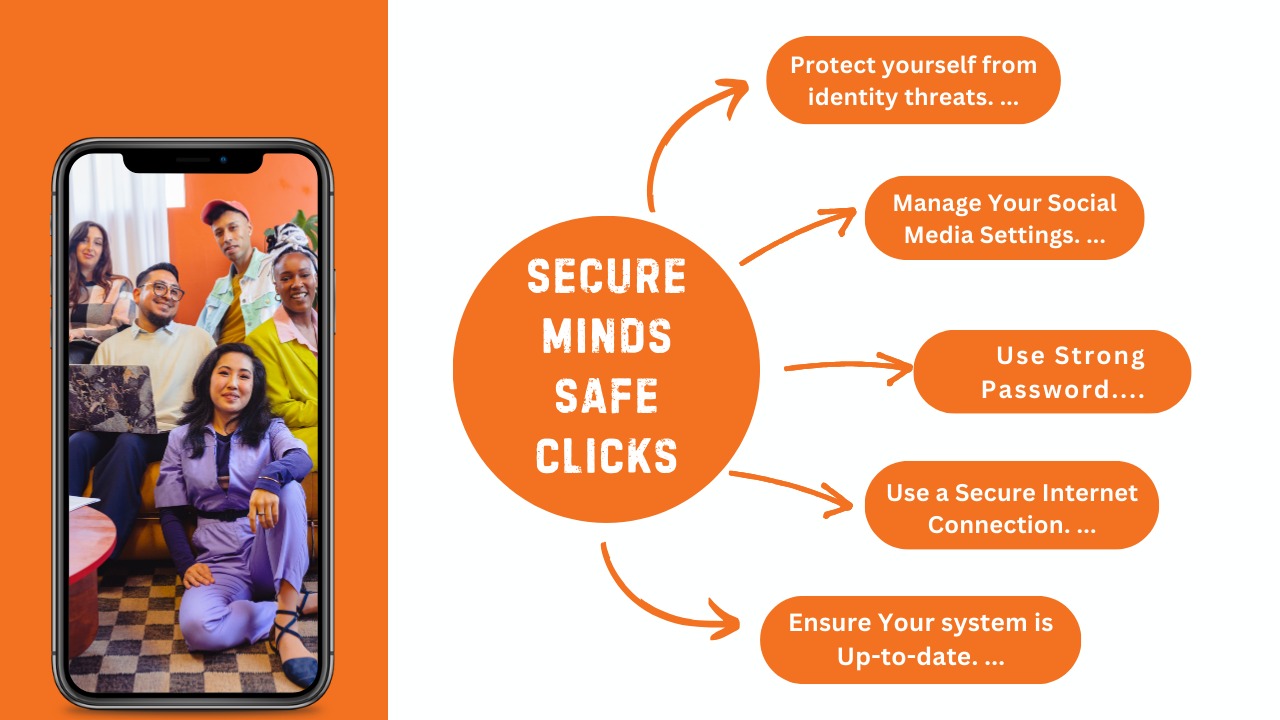 SECURE
MINDS
SAFE
CLICKS
Protect yourself from
identity threats. ...
Manage Your Social
Media Settings. ...
Use Strong
Password....
Use a Secure Internet
Connection. ...
Ensure Your system is
Up-to-date. ...